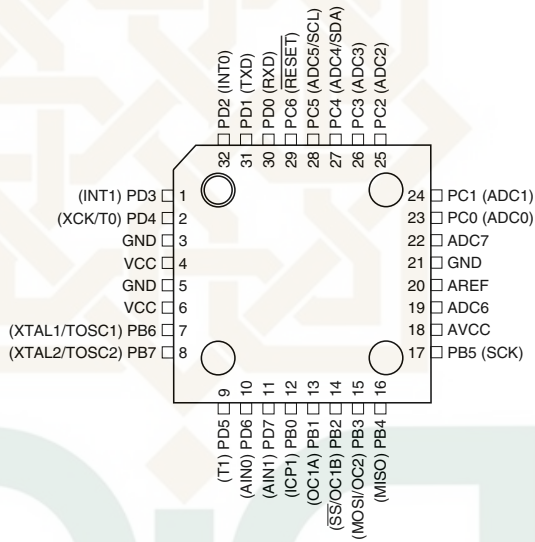 32 PD2 (INT0)
31 PD1 (TXD)
30 PD0 (RXD)
29 PC6 (RESET)
28 PC5 (ADC5/SCL)
27 PC4 (ADC4/SDA)
26 PC3 (ADC3)
25 PC2 (ADC2)
(INT1) PD3 1
(XCK/T0) PD4 2
GND 3
VCC 4
GND 5
VCC 6
(XTAL1/TOSC1) PB6 7
(XTAL2/TOSC2) PB7 8
24 PC1 (ADC1)
23 PC0 (ADC0)
22 ADC7
21 GND
20 AREF
19 ADC6
18 AVCC
17 PB5 (SCK)
(T1) PD5 9
(AIN0) PD6 10
(AIN1) PD7 11
(ICP1) PB0 12
(OC1A) PB1 13
(SS/OC1B) PB2 14
(MOSI/OC2) PB3 15
(MISO) PB4 16